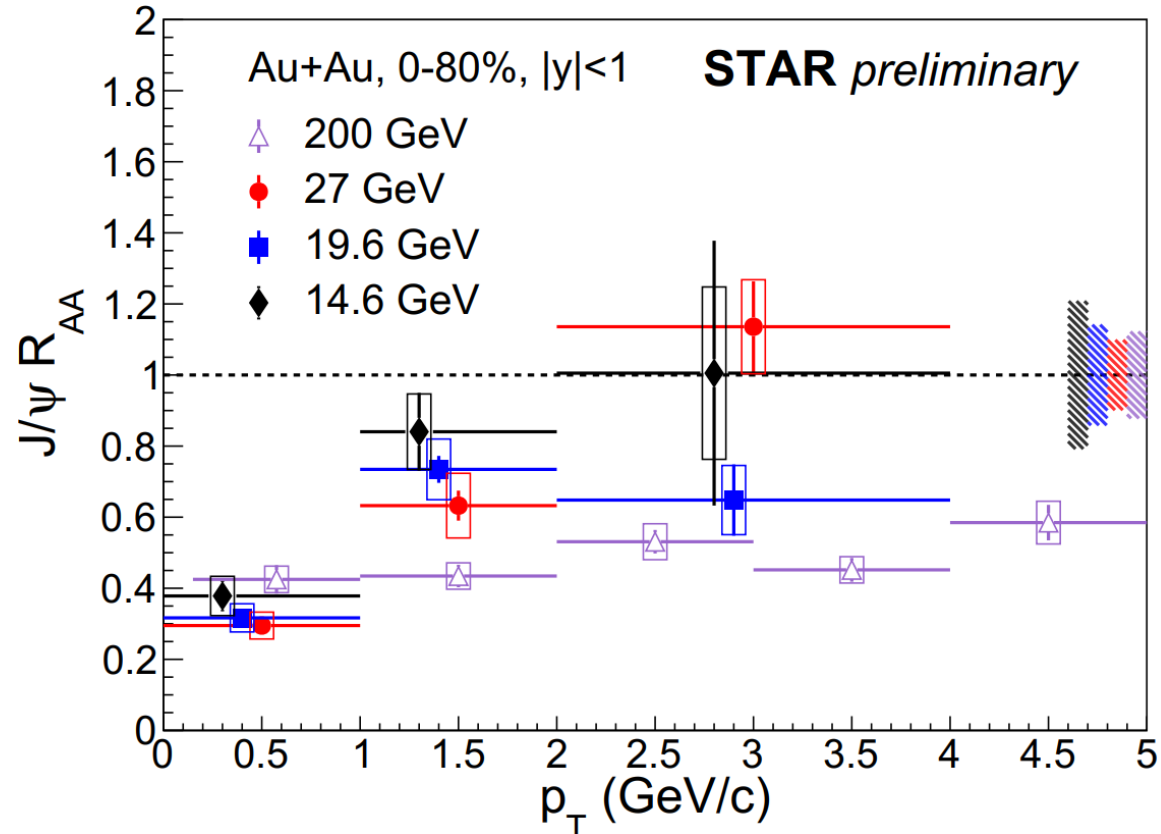 Au+Au, 0-80%, |y|<1
STAR preliminary
200 GeV
27 GeV
19.6 GeV
14.6 GeV
J/ψ R_AA
2
1.8
1.6
1.4
1.2
1
0.8
0.6
0.4
0.2
0
0 0.5 1 1.5 2 2.5 3 3.5 4 4.5 5
p_T (GeV/c)